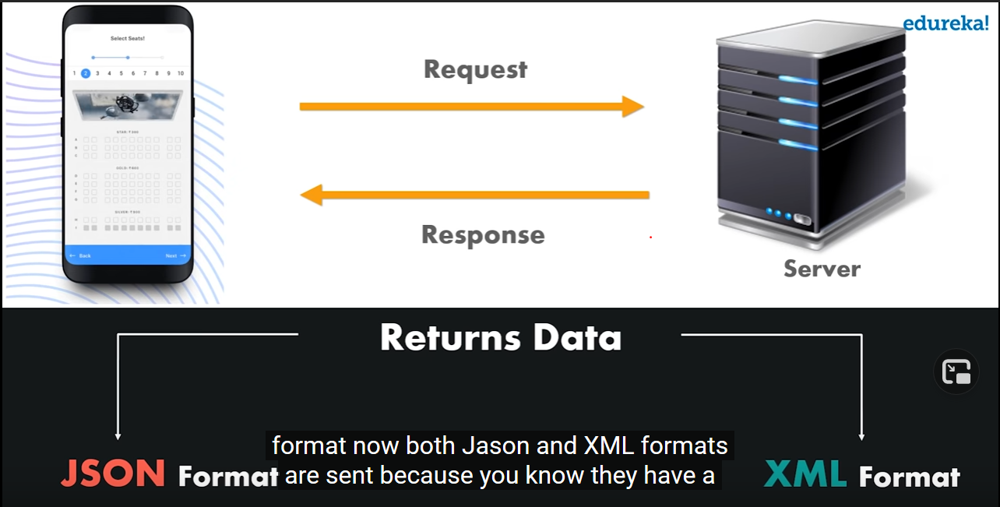 edureka!
Select Seats!
1 2 3 4 5 6 7 8 9 10
Back
Next
Request
Response
Server
Returns Data
JSON Format
XML Format
format now both Jason and XML formats
are sent because you know they have a